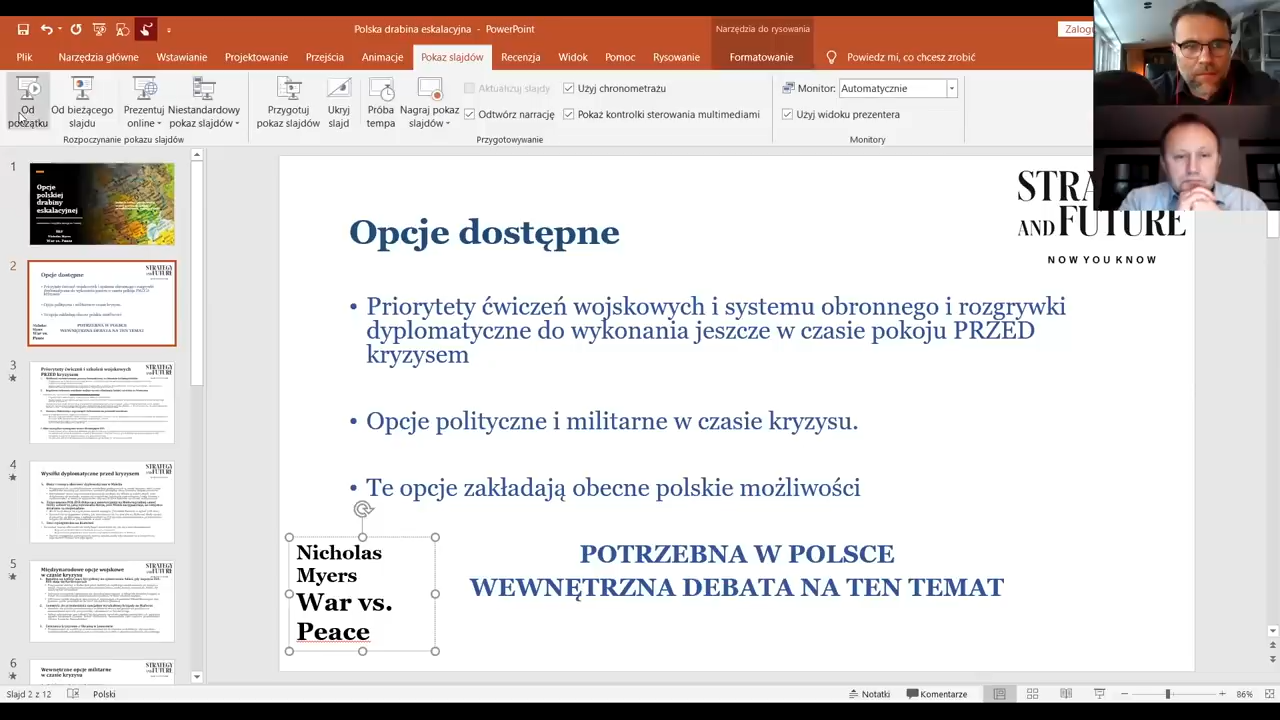 Polska drabina eskalacyjna - PowerPoint
Narzędzia do rysowania
Zalog
Plik
Narzędzia główne
Wstawianie
Projektowanie
Przejścia
Animacje
Pokaz slajdów
Recenzja
Widok
Pomoc
Rysowanie
Formatowanie
Powiedz mi, co chcesz zrobić
Od początku
Od bieżącego slajdu
Prezentuj online
Niestandardowy pokaz slajdów
Przygotuj pokaz slajdów
Ukryj slajd
Próba tempa
Nagraj pokaz slajdów
Aktualizuj slajdy
Odtwórz narrację
Użyj chronometrażu
Pokaż kontrolki sterowania multimediami
Monitor: Automatycznie
Użyj widoku prezentera
Rozpoczynanie pokazu slajdów
Przygotowywanie
Monitory
1
Opcje
polskiej
drabiny
eskalacyjnej
War vs. Peace
2
Opcje dostępne
3
Priorytety ćwiczeń i szkoleń wojskowych
PRZED kryzysem
4
Wysiłki dyplomatyczne przed kryzysem
5
Międzynarodowe opcje wojskowe
w czasie kryzysu
6
Wewnętrzne opcje militarne
w czasie kryzysu
STRA
AND FUTURE
NOW YOU KNOW
Opcje dostępne
• Priorytety ćwiczeń wojskowych i systemu obronnego i rozgrywki
dyplomatyczne do wykonania jeszcze w czasie pokoju PRZED
kryzysem
• Opcje polityczne i militarne w czasie kryzysu.
• Te opcje zakładają obecne polskie możliwości
Nicholas
Myers
War vs.
Peace
POTRZEBNA W POLSCE
WEWNĘTRZNA DEBATA NA TEN TEMAT
Slajd 2 z 12
Polski
Notatki
Komentarze
86%